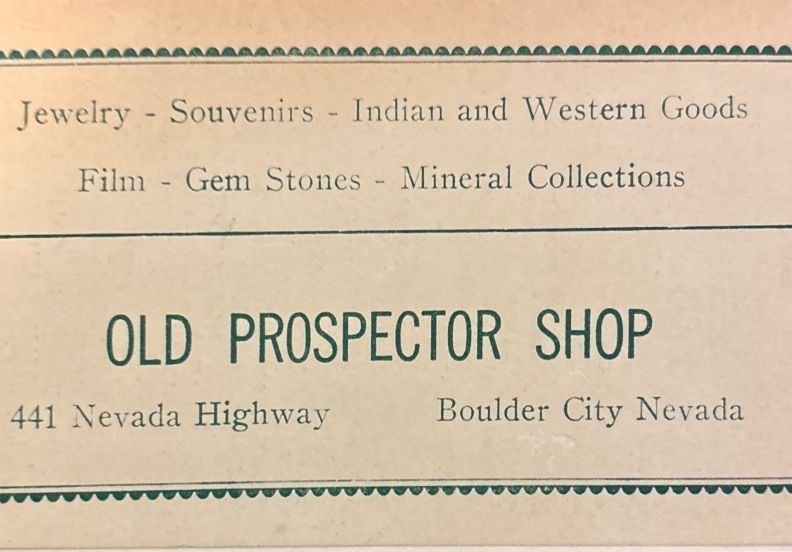 Jewelry - Souvenirs - Indian and Western Goods
Film - Gem Stones - Mineral Collections
OLD PROSPECTOR SHOP
441 Nevada Highway Boulder City Nevada